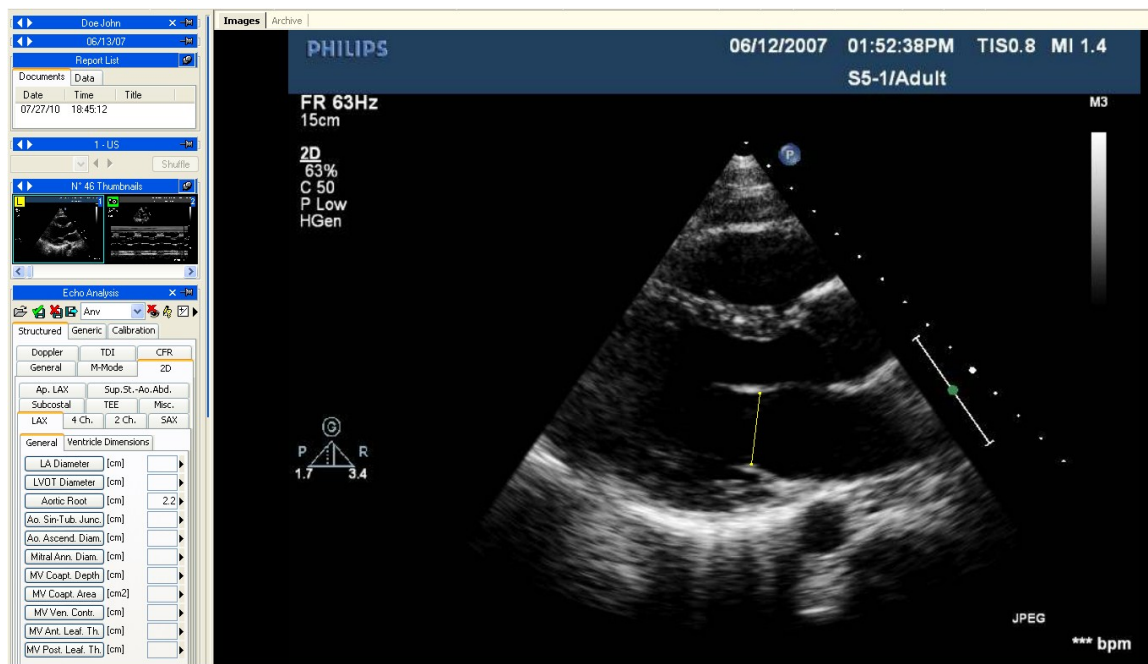 Doe John
06/13/07
Report List
Documents Data
Date Time Title
07/27/10 18:45:12
1 - US
Shuffle
N° 46 Thumbnails
L
1
2
Echo Analysis
Any
Structured Generic Calibration
Doppler TDI CFR
General M-Mode 2D
Ap. LAX Sup.St.-Ao.Abd.
Subcostal TEE Misc.
LAX 4 Ch. 2 Ch. SAX
General Ventricle Dimensions
LA Diameter [cm]
LVOT Diameter [cm]
Aortic Root [cm] 2.2
Ao. Sin-Tub. Junc. [cm]
Ao. Ascend. Diam. [cm]
Mitral Ann. Diam. [cm]
MV Coapt. Depth [cm]
MV Coapt. Area [cm2]
MV Ven. Contr. [cm]
MV Ant. Leaf. Th. [cm]
MV Post. Leaf. Th. [cm]
Images Archive
PHILIPS 06/12/2007 01:52:38PM TIS0.8 MI 1.4
S5-1/Adult
FR 63Hz
15cm
M3
2D
63%
C 50
P Low
HGen
P
G
P R
1.7 3.4
JPEG
*** bpm